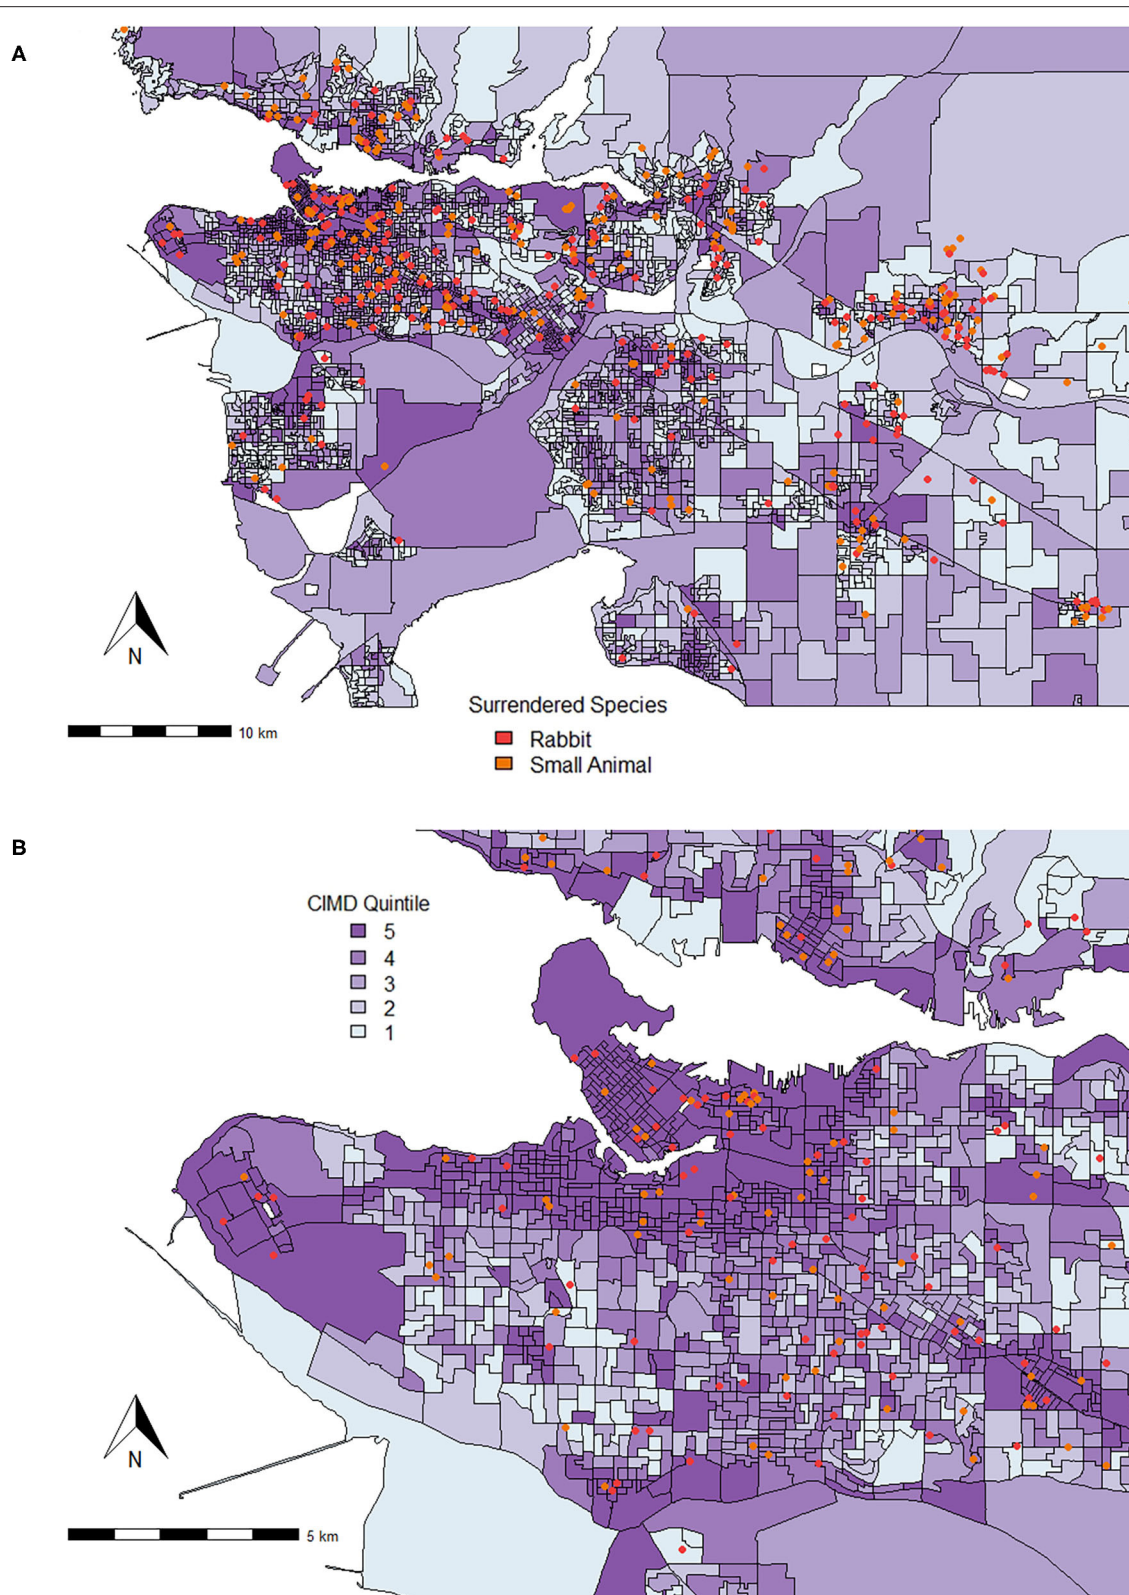 A
N
10 km
Surrendered Species
Rabbit
Small Animal
B
CIMD Quintile
5
4
3
2
1
N
5 km